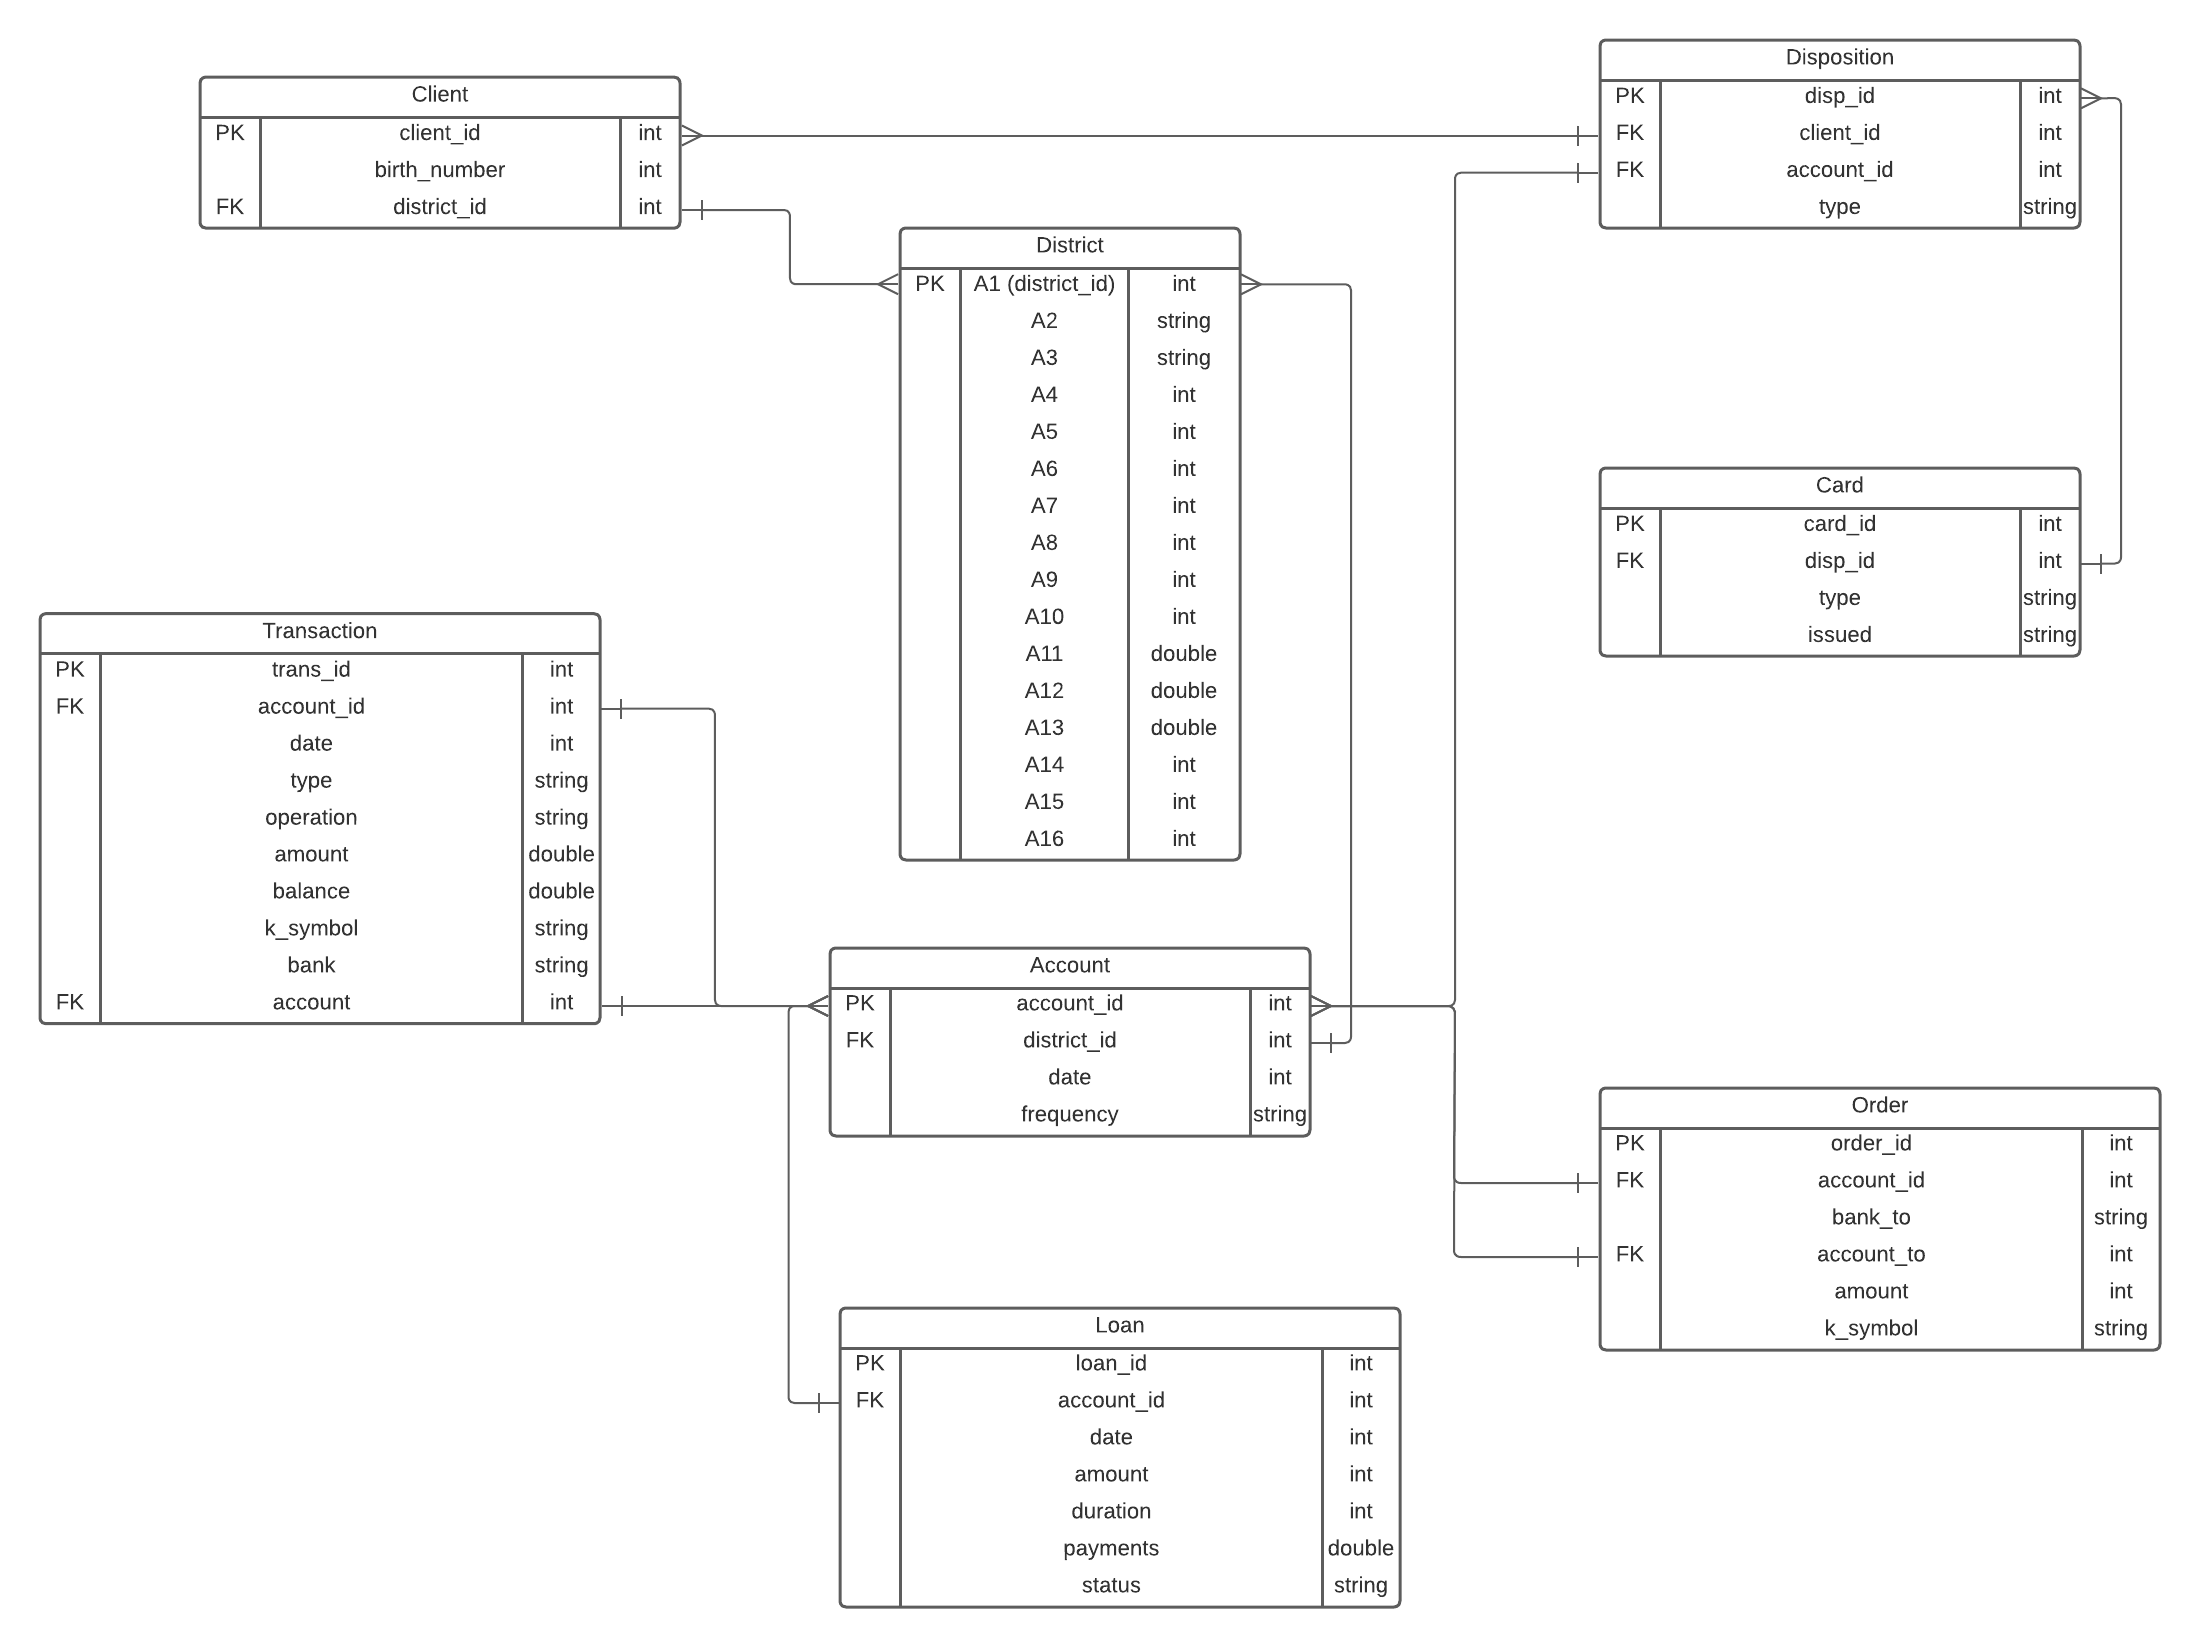 Client
PK client_id int
birth_number int
FK district_id int
Disposition
PK disp_id int
FK client_id int
FK account_id int
type string
District
PK A1 (district_id) int
A2 string
A3 string
A4 int
A5 int
A6 int
A7 int
A8 int
A9 int
A10 int
A11 double
A12 double
A13 double
A14 int
A15 int
A16 int
Card
PK card_id int
FK disp_id int
type string
issued string
Transaction
PK trans_id int
FK account_id int
date int
type string
operation string
amount double
balance double
k_symbol string
bank string
FK account int
Account
PK account_id int
FK district_id int
date int
frequency string
Order
PK order_id int
FK account_id int
bank_to string
FK account_to int
amount int
k_symbol string
Loan
PK loan_id int
FK account_id int
date int
amount int
duration int
payments double
status string